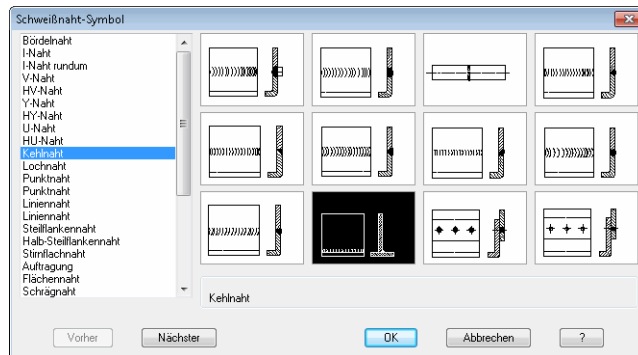 Schweißnaht-Symbol
Bördelnaht
I-Naht
I-Naht rundum
V-Naht
HV-Naht
Y-Naht
HY-Naht
U-Naht
HU-Naht
Kehlnaht
Lochnaht
Punktnaht
Punktnaht
Liniennaht
Liniennaht
Steilflankennaht
Halb-Steilflankennaht
Stirnflachnaht
Auftragung
Flächennaht
Schrägnaht
Kehlnaht
Vorher
Nächster
OK
Abbrechen
?